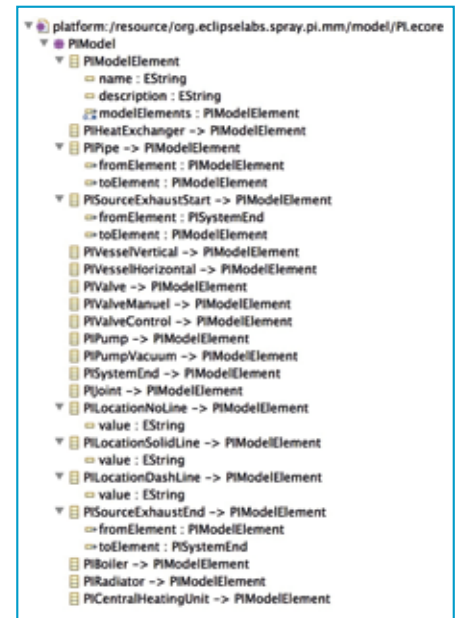 platform:/resource/org.eclipselabs.spray.pi.mm/model/PI.ecore
PIModel
PIModelElement
name : EString
description : EString
modelElements : PIModelElement
PIHeatExchanger -> PIModelElement
PIPipe -> PIModelElement
fromElement : PIModelElement
toElement : PIModelElement
PISourceExhaustStart -> PIModelElement
fromElement : PISystemEnd
toElement : PIModelElement
PIVesselVertical -> PIModelElement
PIVesselHorizontal -> PIModelElement
PIValve -> PIModelElement
PIValveManuel -> PIModelElement
PIValveControl -> PIModelElement
PIPump -> PIModelElement
PIPumpVacuum -> PIModelElement
PISystemEnd -> PIModelElement
PIJoint -> PIModelElement
PILocationNoLine -> PIModelElement
value : EString
PILocationSolidLine -> PIModelElement
value : EString
PILocationDashLine -> PIModelElement
value : EString
PISourceExhaustEnd -> PIModelElement
fromElement : PIModelElement
toElement : PISystemEnd
PIBoiler -> PIModelElement
PIRadiator -> PIModelElement
PICentralHeatingUnit -> PIModelElement